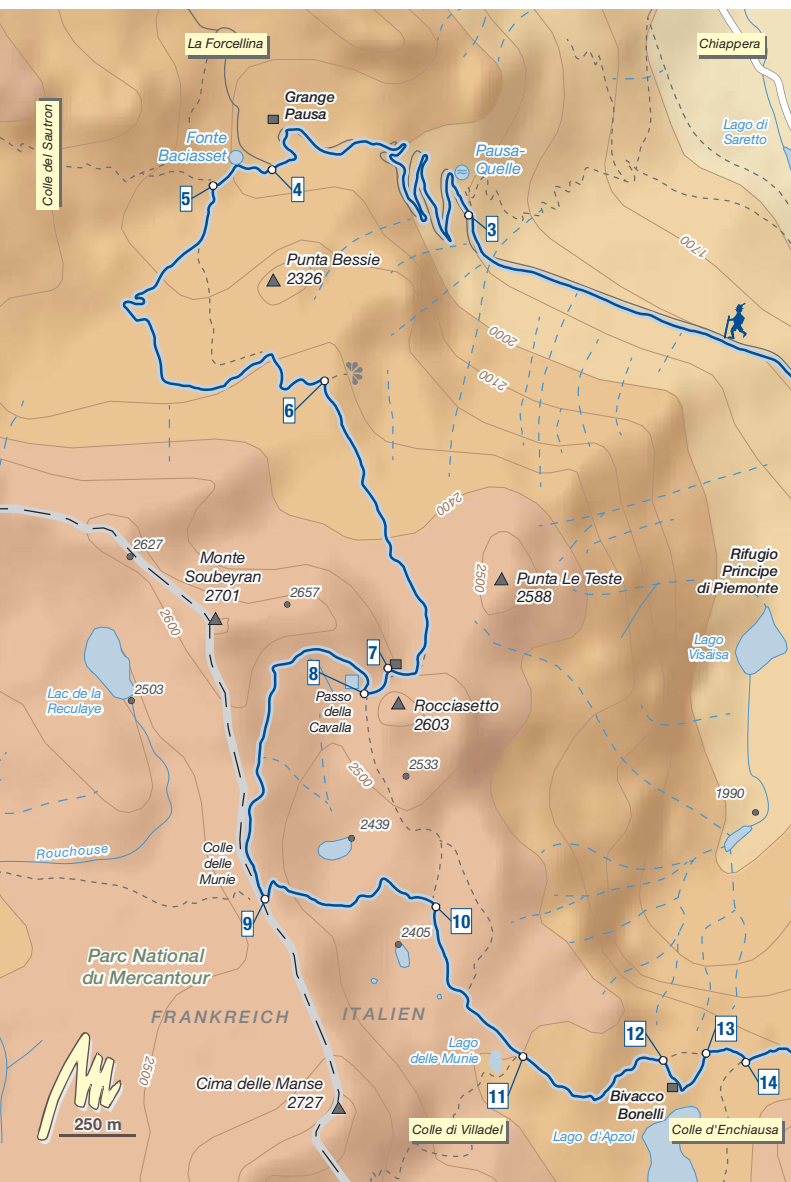 La Forcellina
Chiappera
Colle del Sautron
Grange
Pausa
Fonte
Baciasset
Pausa-
Quelle
Lago di
Saretto
5
4
3
1700
Punta Bessie
2326
2000
2100
6
2400
2627
Monte
Soubeyran
2701
2657
2600
2500
Punta Le Teste
2588
Rifugio
Principe
di Piemonte
Lago
Visaisa
7
8
Lac de la
Reculaye
2503
Passo
della
Cavalla
Rocciasetto
2603
2500
2533
1990
2439
Rouchouse
Colle
delle
Munie
9
10
2405
Parc National
du Mercantour
FRANKREICH
ITALIEN
12
13
Lago
delle Munie
2500
14
Cima delle Manse
2727
11
Bivacco
Bonelli
250 m
Colle di Villadel
Lago d'Apzoi
Colle d'Enchiausa